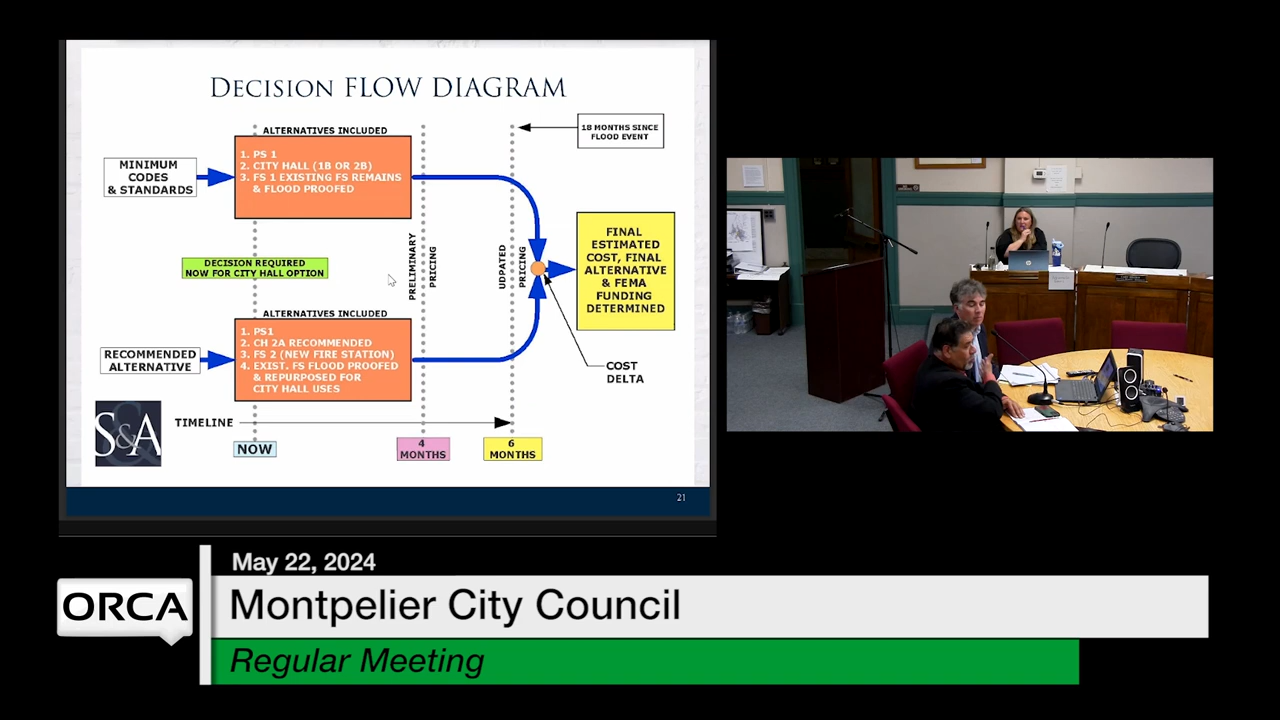 Decision FLOW DIAGRAM
ALTERNATIVES INCLUDED
18 MONTHS SINCE
FLOOD EVENT
MINIMUM
CODES
& STANDARDS
1. PS 1
2. CITY HALL (1B OR 2B)
3. FS 1 EXISTING FS REMAINS
& FLOOD PROOFED
DECISION REQUIRED
NOW FOR CITY HALL OPTION
PRELIMINARY
PRICING
UDPATED
PRICING
FINAL
ESTIMATED
COST, FINAL
ALTERNATIVE
& FEMA
FUNDING
DETERMINED
ALTERNATIVES INCLUDED
RECOMMENDED
ALTERNATIVE
1. PS1
2. CH 2A RECOMMENDED
3. FS 2 (NEW FIRE STATION)
4. EXIST. FS FLOOD PROOFED
& REPURPOSED FOR
CITY HALL USES
COST
DELTA
S&A
TIMELINE
NOW
4
MONTHS
6
MONTHS
21
May 22, 2024
ORCA
Montpelier City Council
Regular Meeting